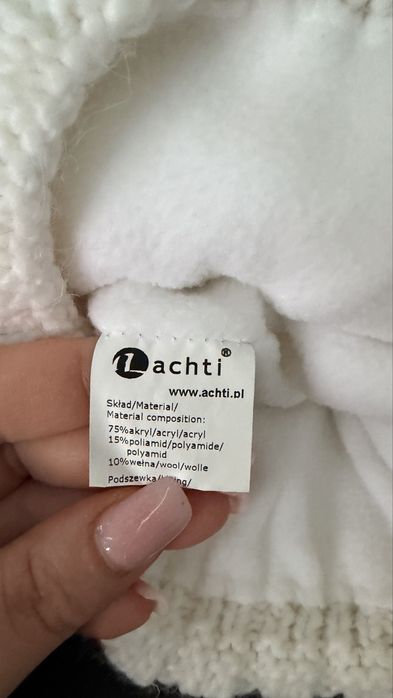 achti®
www.achti.pl
Skład/Material/
Material composition:
75%akryl/acryl/acryl
15%poliamid/polyamide/
polyamid
10%wełna/wool/wolle
Podszewka/